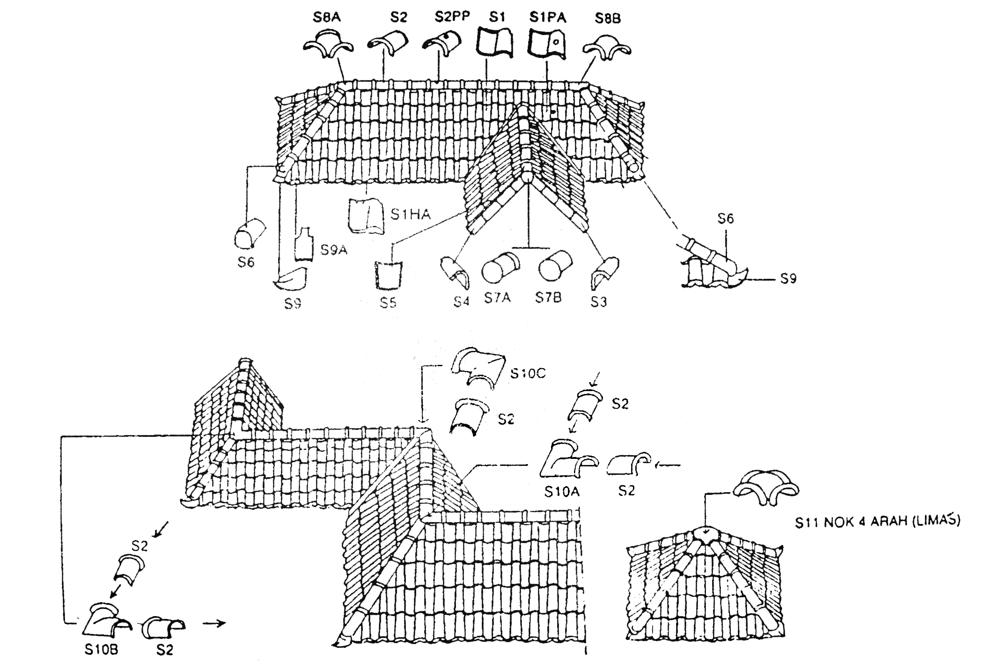 S8A S2 S2PP S1 S1PA S8B
S1HA
S6
S9A
S6
S9
S9
S5
S4
S7A
S7B
S3
S10C
S2
S2
S10A
S2
S11 NOK 4 ARAH (LIMAS)
S2
S10B
S2